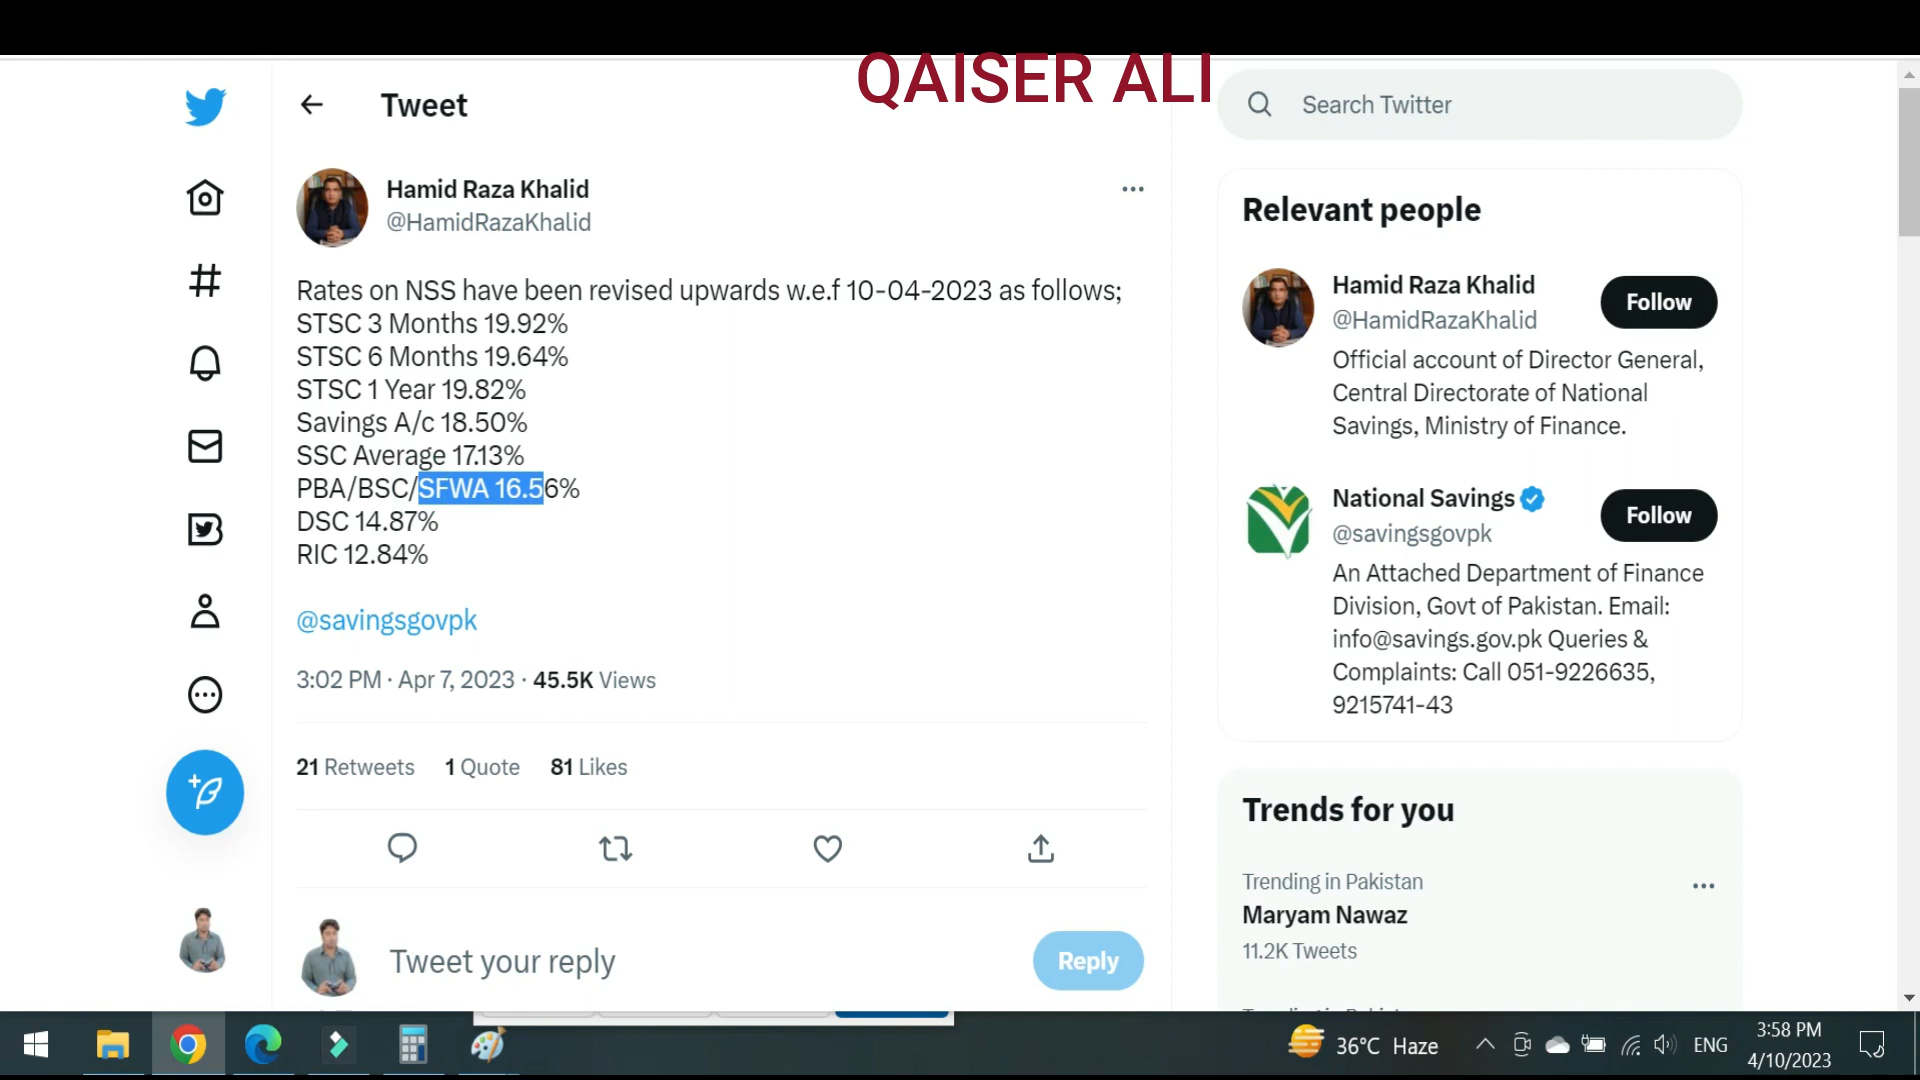 QAISER ALI
Tweet
Search Twitter
Hamid Raza Khalid
@HamidRazaKhalid
Rates on NSS have been revised upwards w.e.f 10-04-2023 as follows;
STSC 3 Months 19.92%
STSC 6 Months 19.64%
STSC 1 Year 19.82%
Savings A/c 18.50%
SSC Average 17.13%
PBA/BSC/SFWA 16.56%
DSC 14.87%
RIC 12.84%
@savingsgovpk
3:02 PM · Apr 7, 2023 · 45.5K Views
21 Retweets 1 Quote 81 Likes
Tweet your reply
Reply
Relevant people
Hamid Raza Khalid
@HamidRazaKhalid
Follow
Official account of Director General,
Central Directorate of National
Savings, Ministry of Finance.
National Savings
@savingsgovpk
Follow
An Attached Department of Finance
Division, Govt of Pakistan. Email:
info@savings.gov.pk Queries &
Complaints: Call 051-9226635,
9215741-43
Trends for you
Trending in Pakistan
Maryam Nawaz
11.2K Tweets
36°C Haze
ENG
3:58 PM
4/10/2023